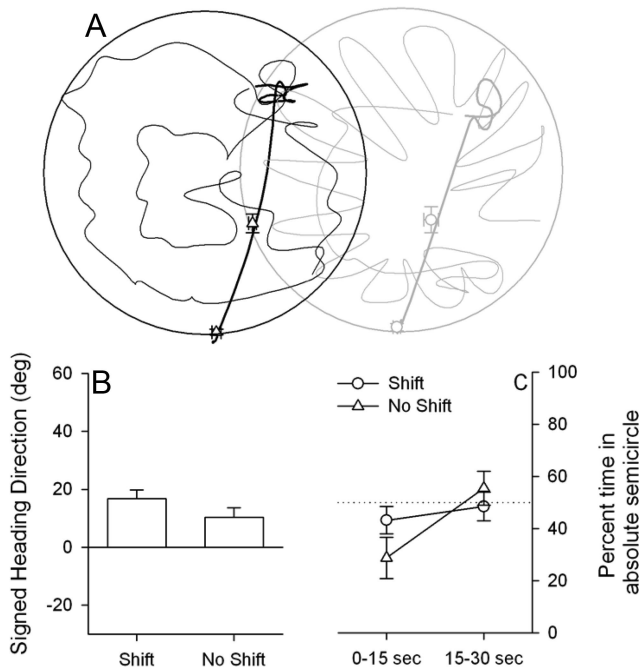 A
B
Signed Heading Direction (deg)
60
40
20
0
-20
Shift
No Shift
C
Shift
No Shift
100
80
60
40
20
0
Percent time in
absolute semicircle
0-15 sec
15-30 sec